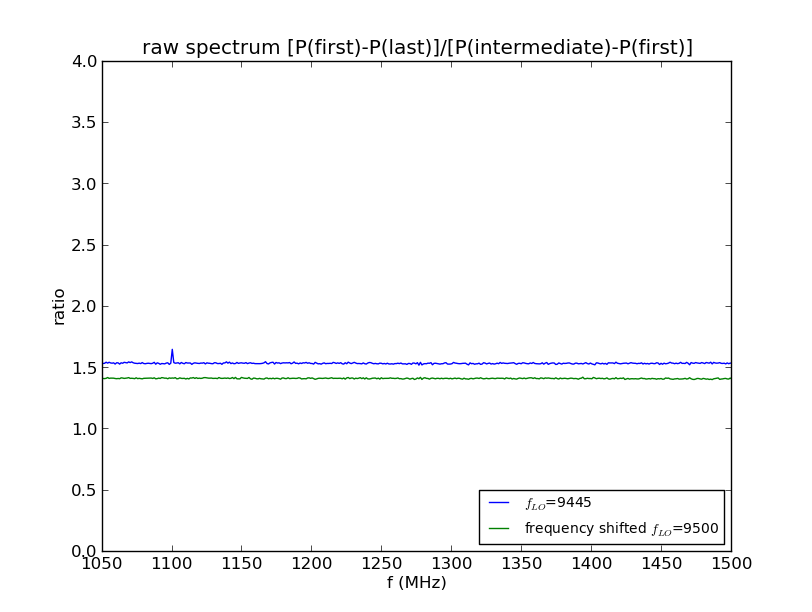 raw spectrum [P(first)-P(last)]/[P(intermediate)-P(first)]
4.0
3.5
3.0
2.5
2.0
1.5
1.0
0.5
0.0
ratio
1050 1100 1150 1200 1250 1300 1350 1400 1450 1500
f (MHz)
f_LO=9445
frequency shifted f_LO=9500